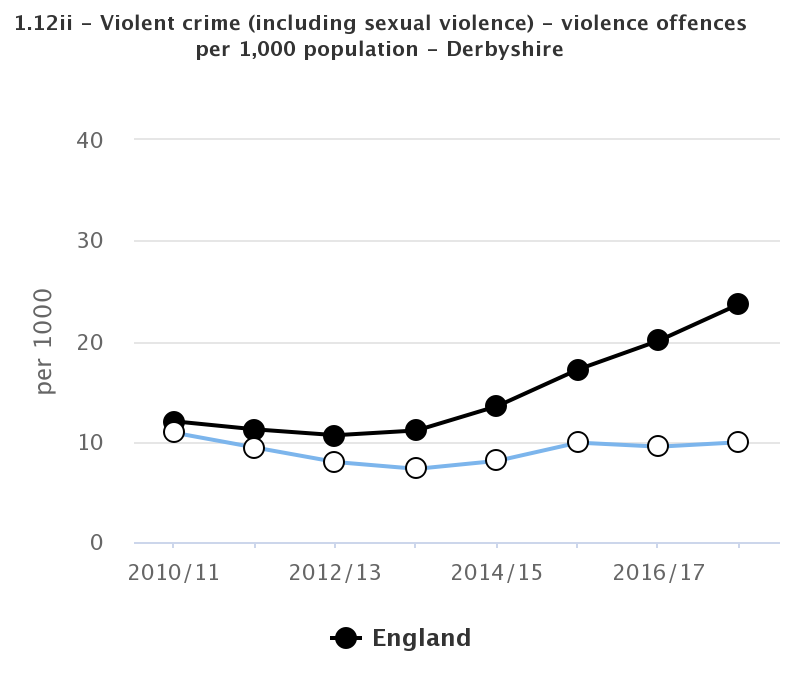 1.12ii – Violent crime (including sexual violence) – violence offences
per 1,000 population – Derbyshire
40
30
20
10
0
per 1000
2010/11 2012/13 2014/15 2016/17
England